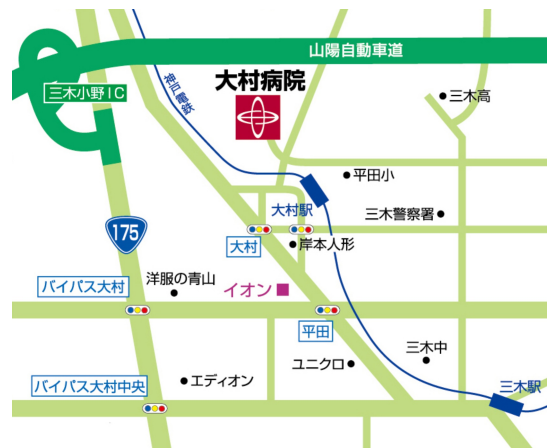 山陽自動車道
大村病院
三木小野IC
神戸電鉄
三木高
平田小
175
大村駅
三木警察署
大村
岸本人形
洋服の青山
バイパス大村
イオン
平田
ユニクロ
三木中
エディオン
バイパス大村中央
三木駅